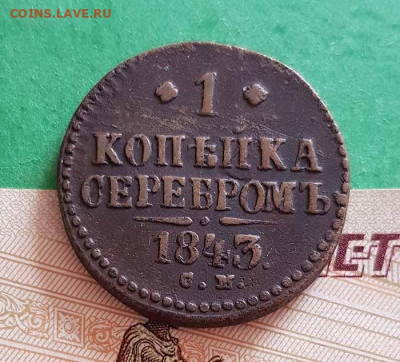 COINS.LAVE.RU
1
КОПѢЙКА
СЕРЕБРОМЪ
1843.
С. М.